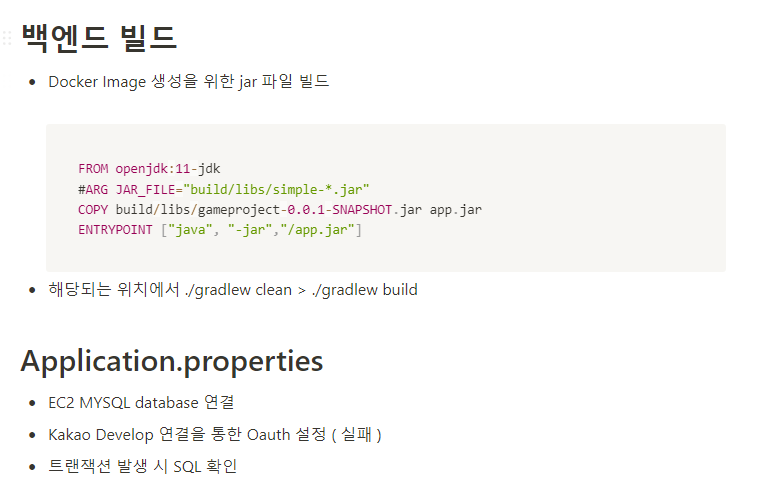 백엔드 빌드
Docker Image 생성을 위한 jar 파일 빌드
FROM openjdk:11-jdk
#ARG JAR_FILE="build/libs/simple-*.jar"
COPY build/libs/gameproject-0.0.1-SNAPSHOT.jar app.jar
ENTRYPOINT ["java", "-jar","/app.jar"]
해당되는 위치에서 ./gradlew clean > ./gradlew build
Application.properties
EC2 MYSQL database 연결
Kakao Develop 연결을 통한 Oauth 설정 ( 실패 )
트랜잭션 발생 시 SQL 확인